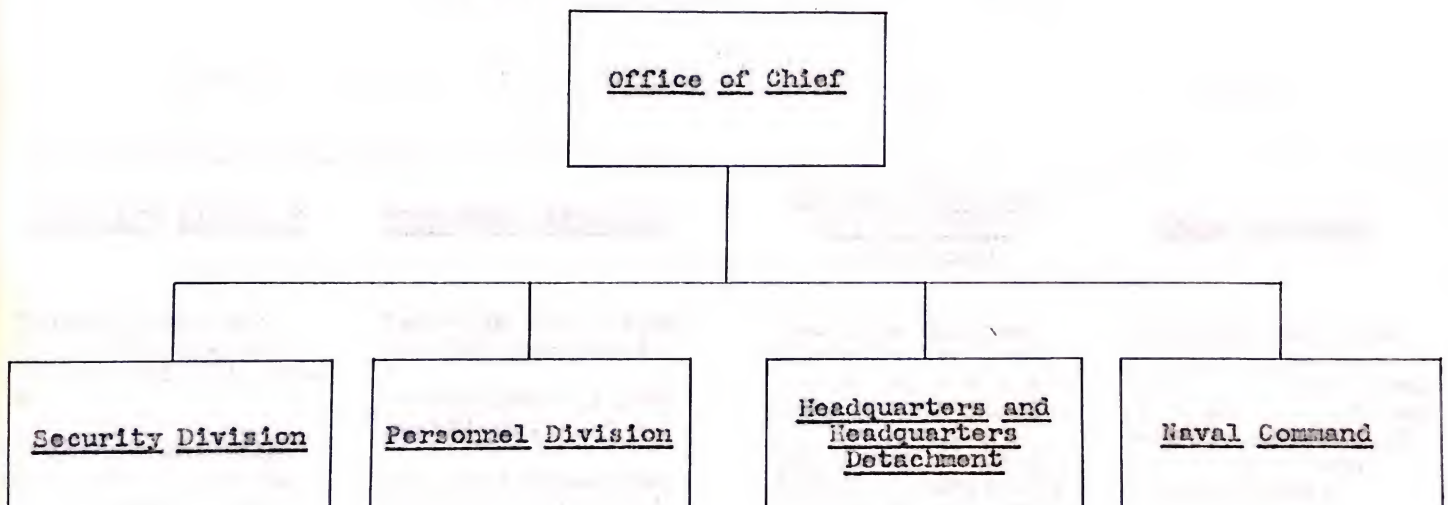 Office of Chief
Security Division
Personnel Division
Headquarters and
Headquarters
Detachment
Naval Command